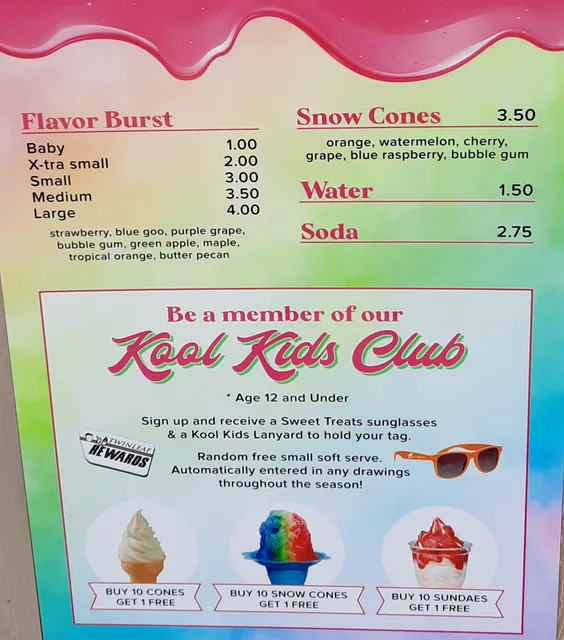 Flavor Burst
Baby 1.00
X-tra small 2.00
Small 3.00
Medium 3.50
Large 4.00
strawberry, blue goo, purple grape,
bubble gum, green apple, maple,
tropical orange, butter pecan
Snow Cones 3.50
orange, watermelon, cherry,
grape, blue raspberry, bubble gum
Water 1.50
Soda 2.75
Be a member of our
Kool Kids Club
* Age 12 and Under
Sign up and receive a Sweet Treats sunglasses
& a Kool Kids Lanyard to hold your tag.
TWINLEAF
REWARDS
Random free small soft serve.
Automatically entered in any drawings
throughout the season!
BUY 10 CONES
GET 1 FREE
BUY 10 SNOW CONES
GET 1 FREE
BUY 10 SUNDAES
GET 1 FREE